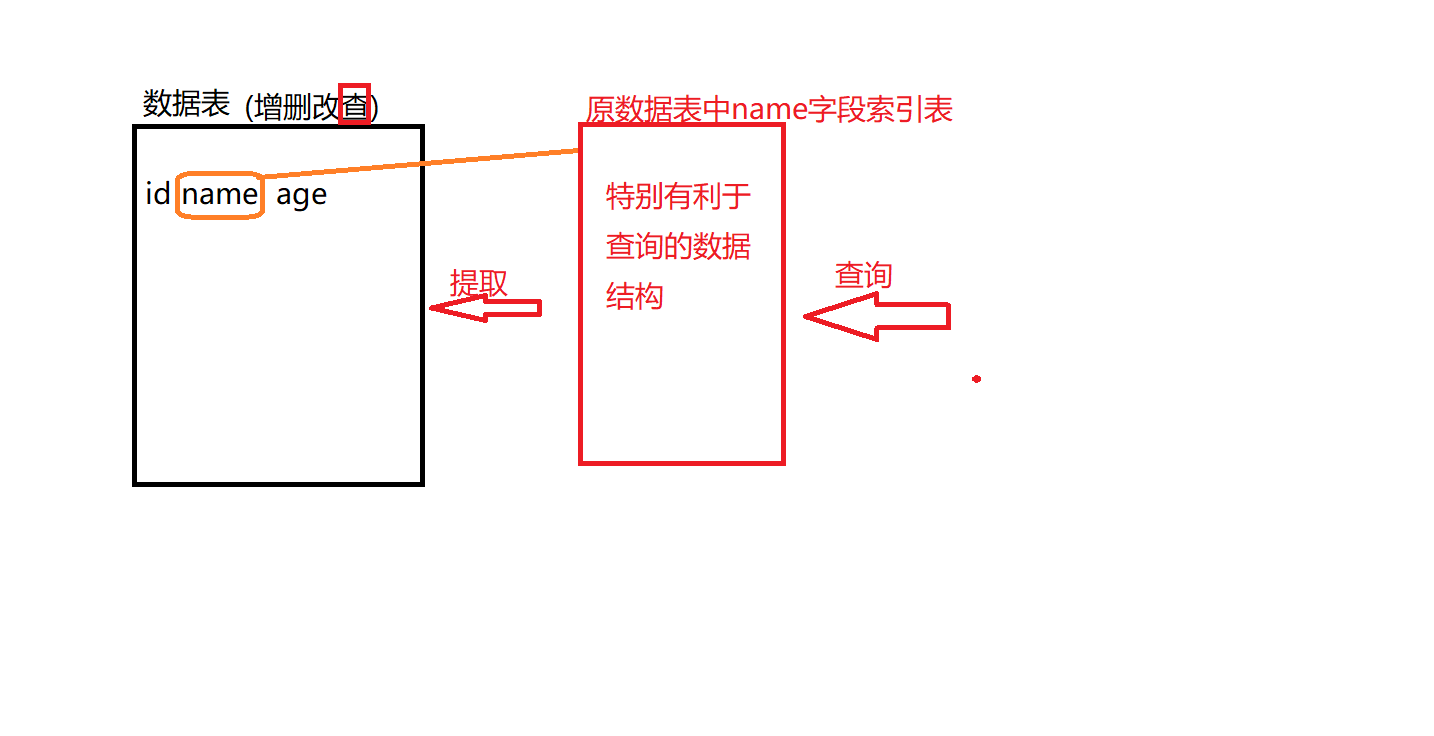 数据表 (增删改查)
原数据表中name字段索引表
id name age
特别有利于
查询的数据
结构
提取
查询